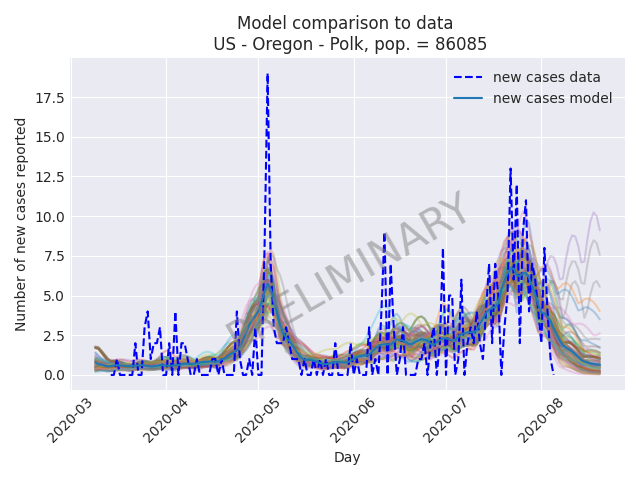 Model comparison to data
US - Oregon - Polk, pop. = 86085
new cases data
new cases model
PRELIMINARY
Number of new cases reported
17.5
15.0
12.5
10.0
7.5
5.0
2.5
0.0
2020-03
2020-04
2020-05
2020-06
2020-07
2020-08
Day